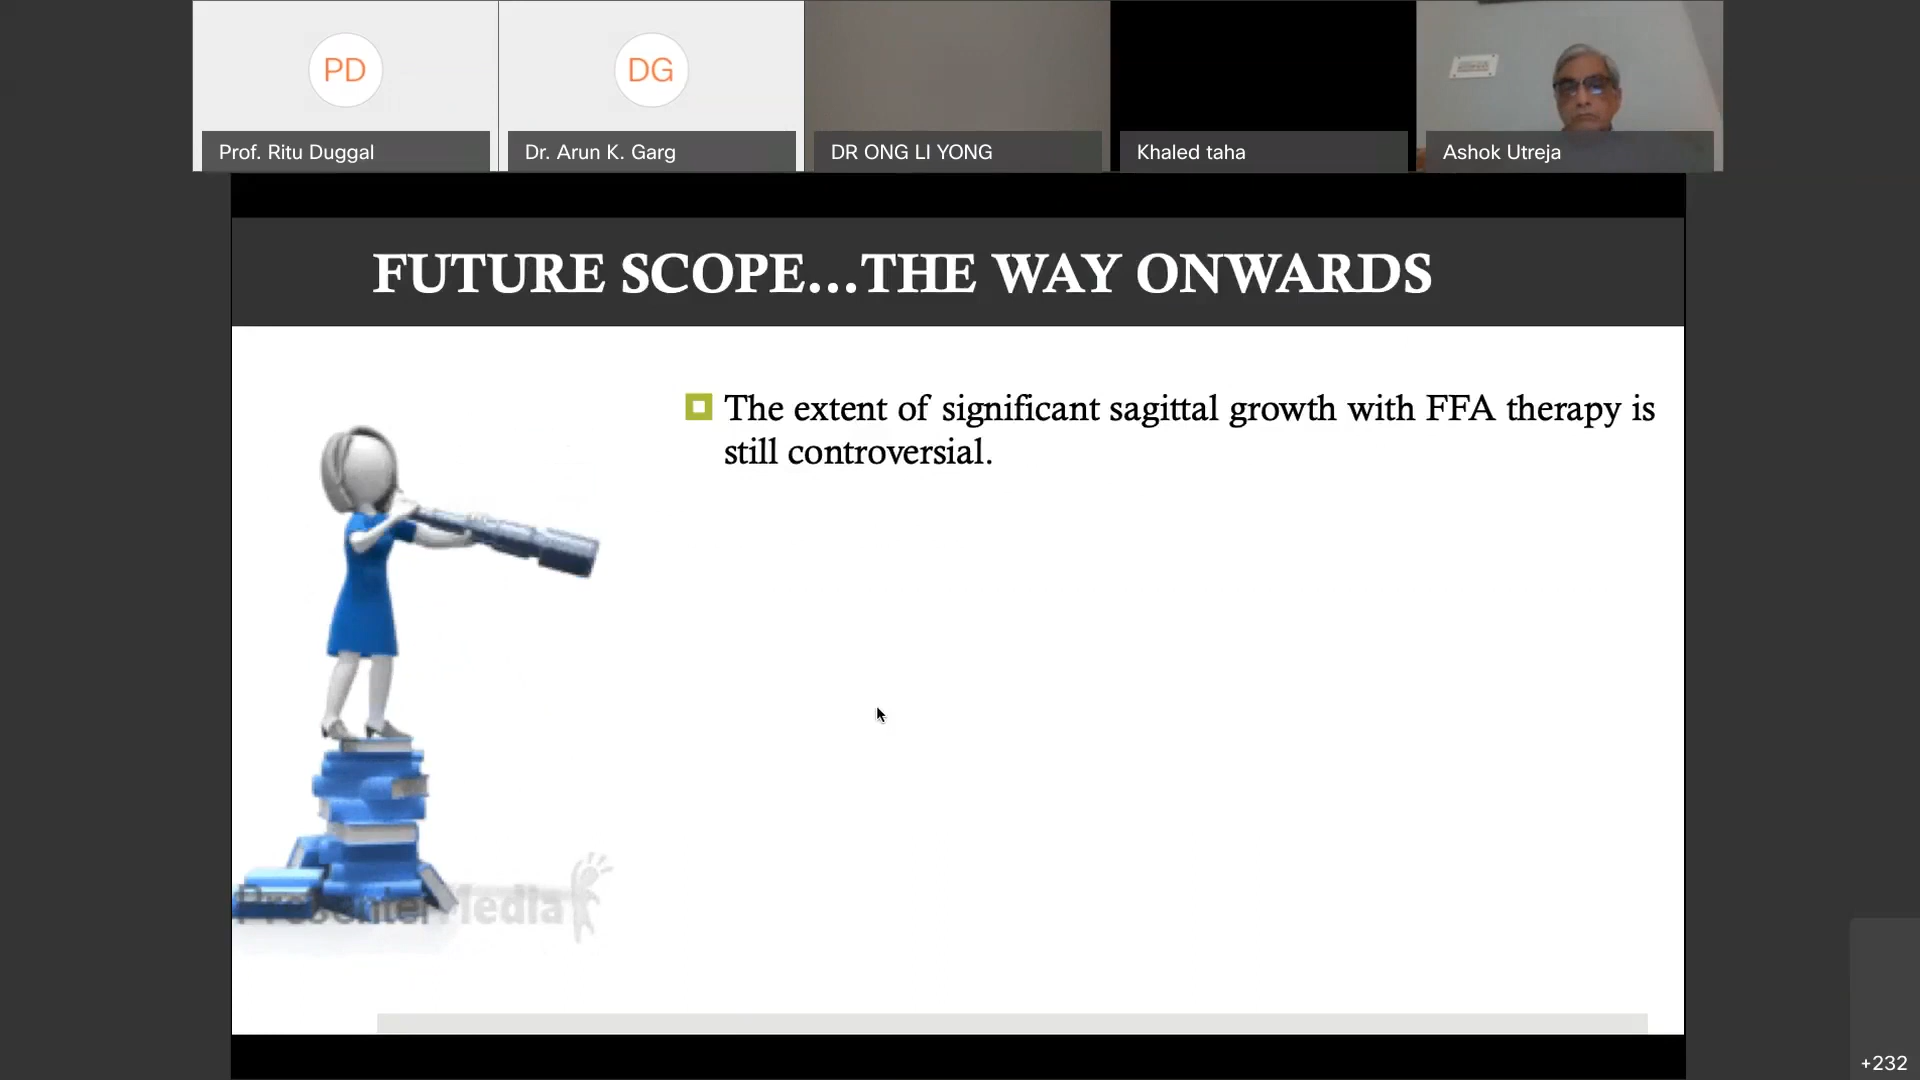 PD
DG
Prof. Ritu Duggal
Dr. Arun K. Garg
DR ONG LI YONG
Khaled taha
Ashok Utreja
FUTURE SCOPE...THE WAY ONWARDS
The extent of significant sagittal growth with FFA therapy is
still controversial.
PresenterMedia
+232